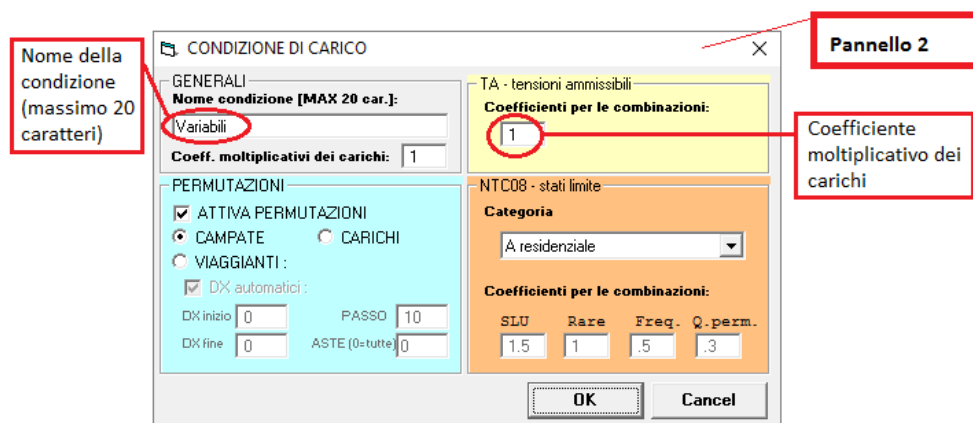 Nome della
condizione
(massimo 20
caratteri)
CONDIZIONE DI CARICO
Pannello 2
GENERALI
Nome condizione [MAX 20 car.]:
Variabili
Coeff. moltiplicativi dei carichi: 1
TA - tensioni ammissibili
Coefficienti per le combinazioni:
1
Coefficiente
moltiplicativo dei
carichi
PERMUTAZIONI
ATTIVA PERMUTAZIONI
CAMPATE CARICHI
VIAGGIANTI :
DX automatici :
DX inizio 0 PASSO 10
DX fine 0 ASTE (0=tutte) 0
NTC08 - stati limite
Categoria
A residenziale
Coefficienti per le combinazioni:
SLU Rare Freq. Q.perm.
1.5 1 .5 .3
OK Cancel